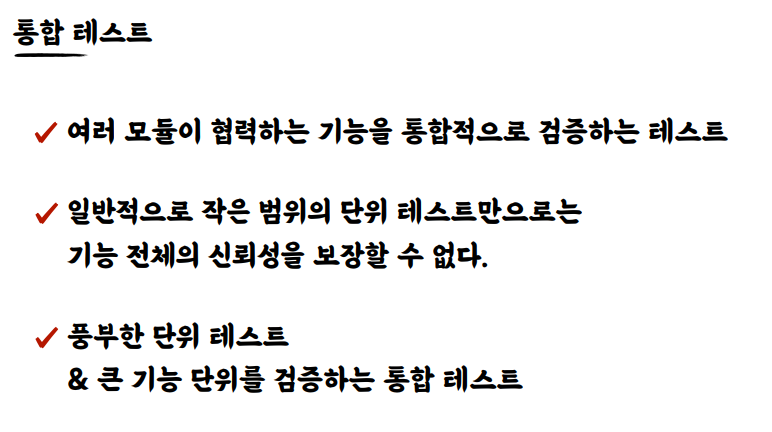 통합 테스트
여러 모듈이 협력하는 기능을 통합적으로 검증하는 테스트
일반적으로 작은 범위의 단위 테스트만으로는
기능 전체의 신뢰성을 보장할 수 없다.
풍부한 단위 테스트
& 큰 기능 단위를 검증하는 통합 테스트